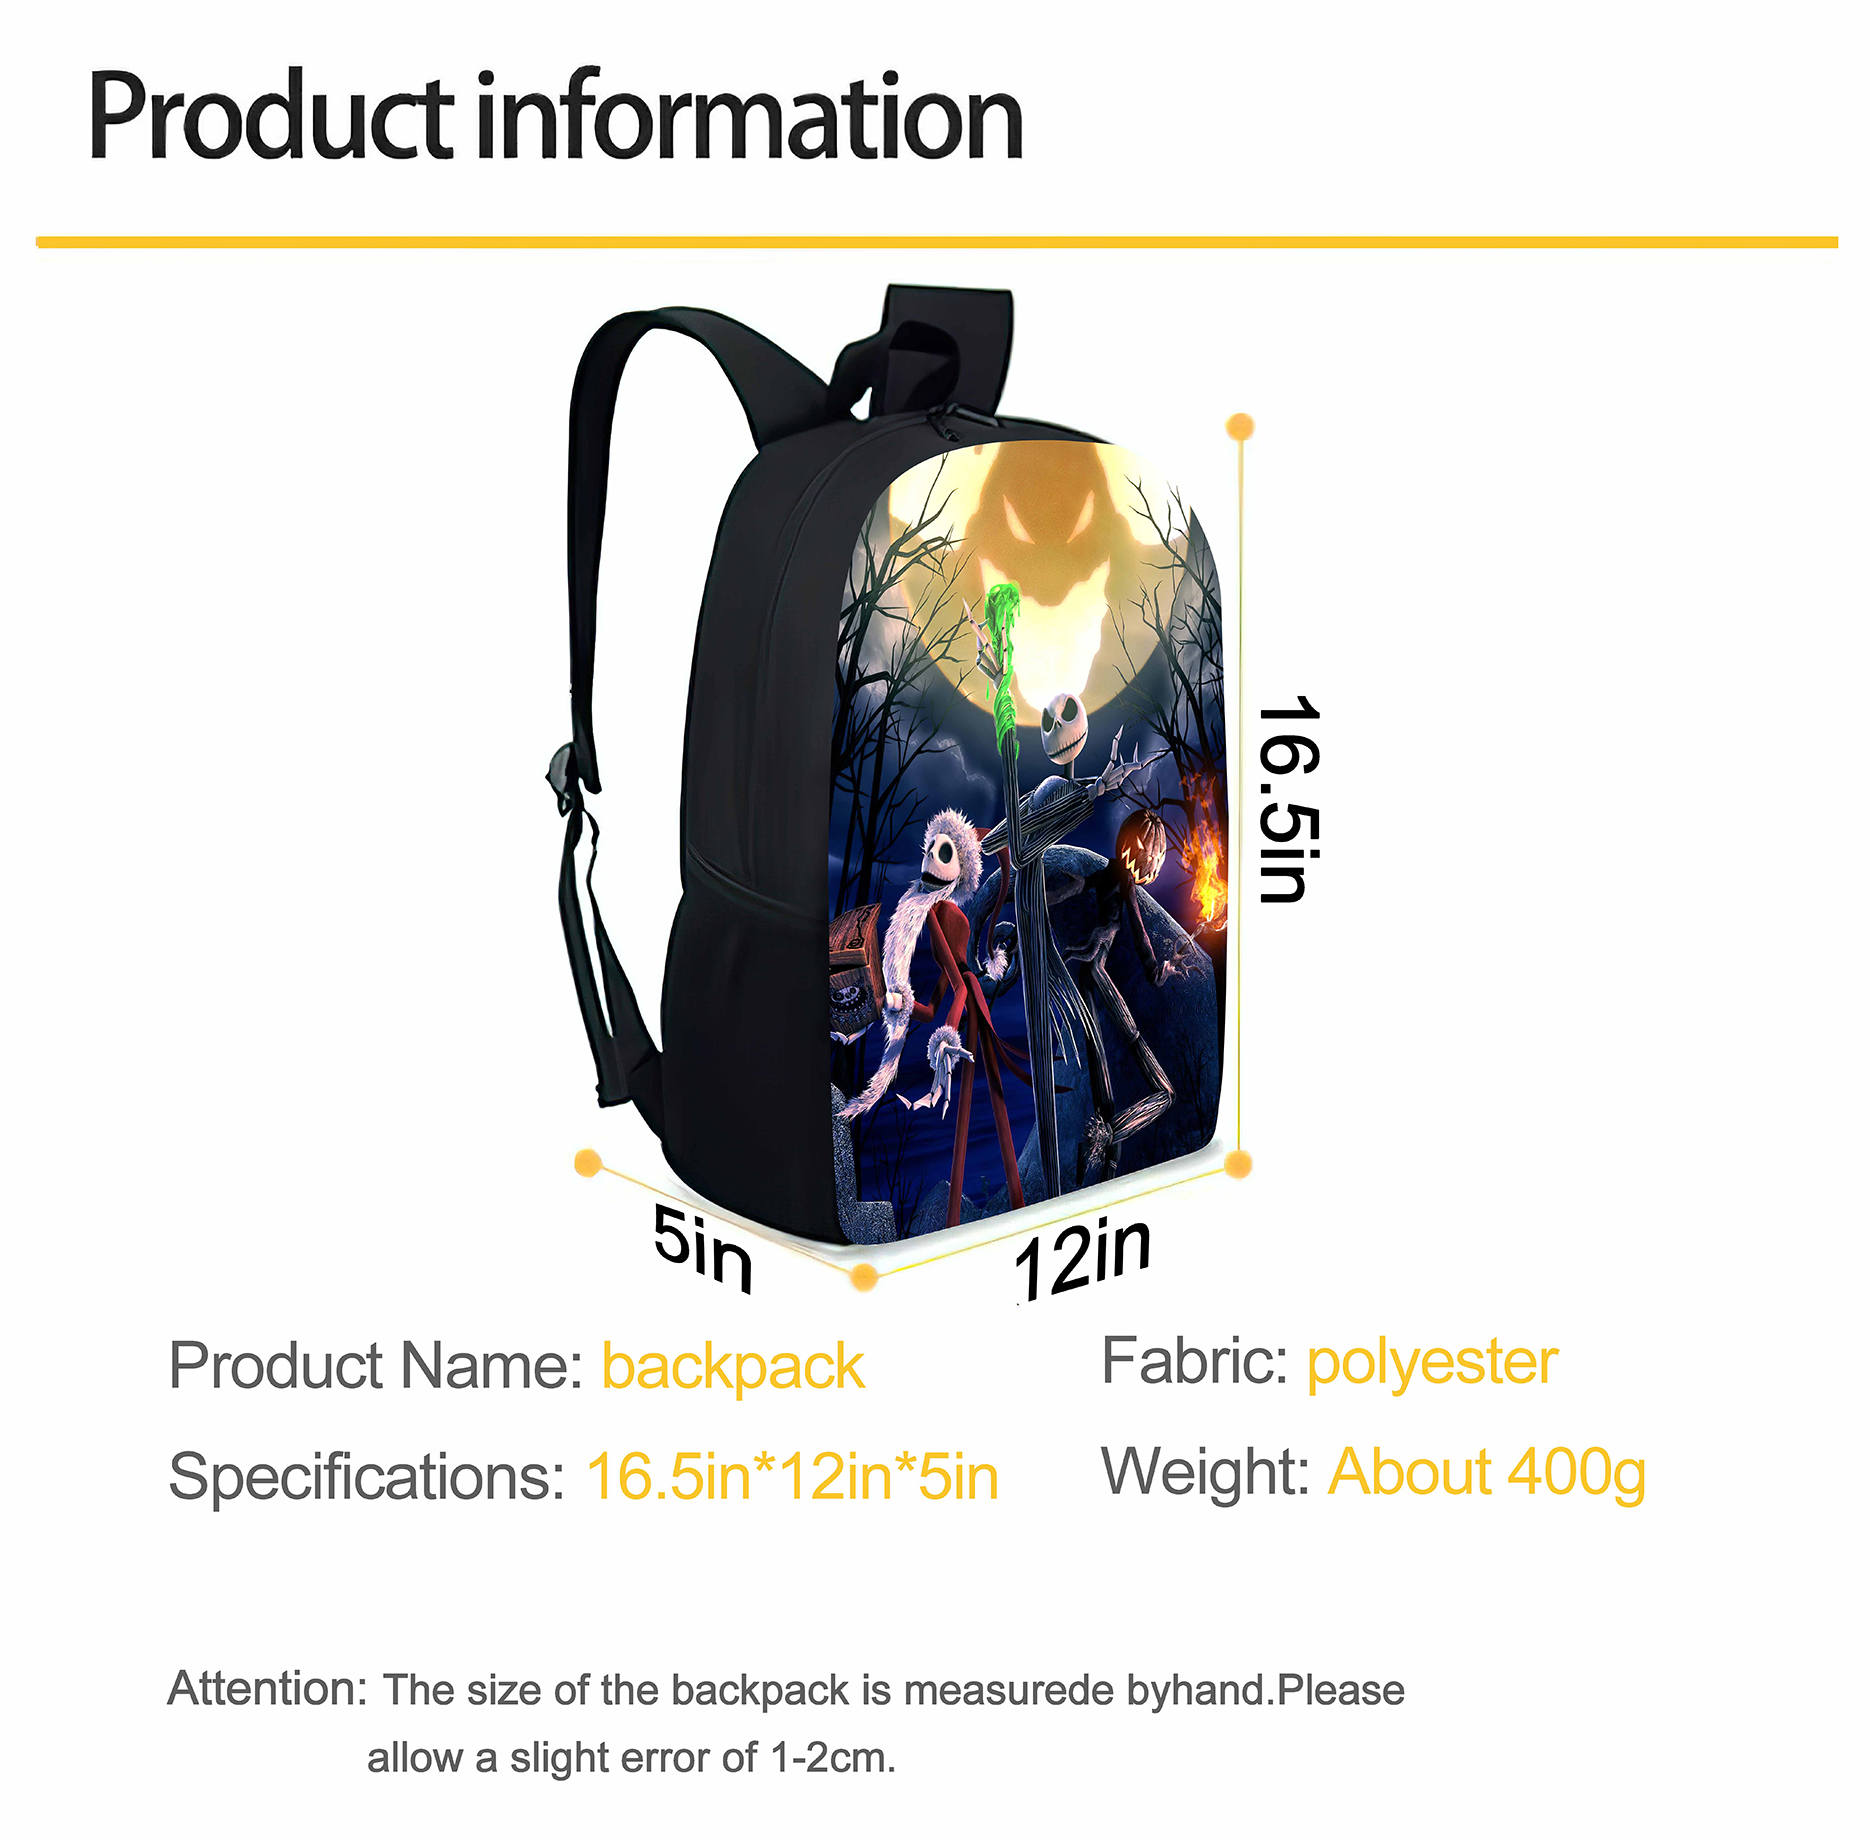 Product information
16.5in
5in
12in
Product Name: backpack
Fabric: polyester
Specifications: 16.5in*12in*5in
Weight: About 400g
Attention: The size of the backpack is measurede byhand.Please
allow a slight error of 1-2cm.